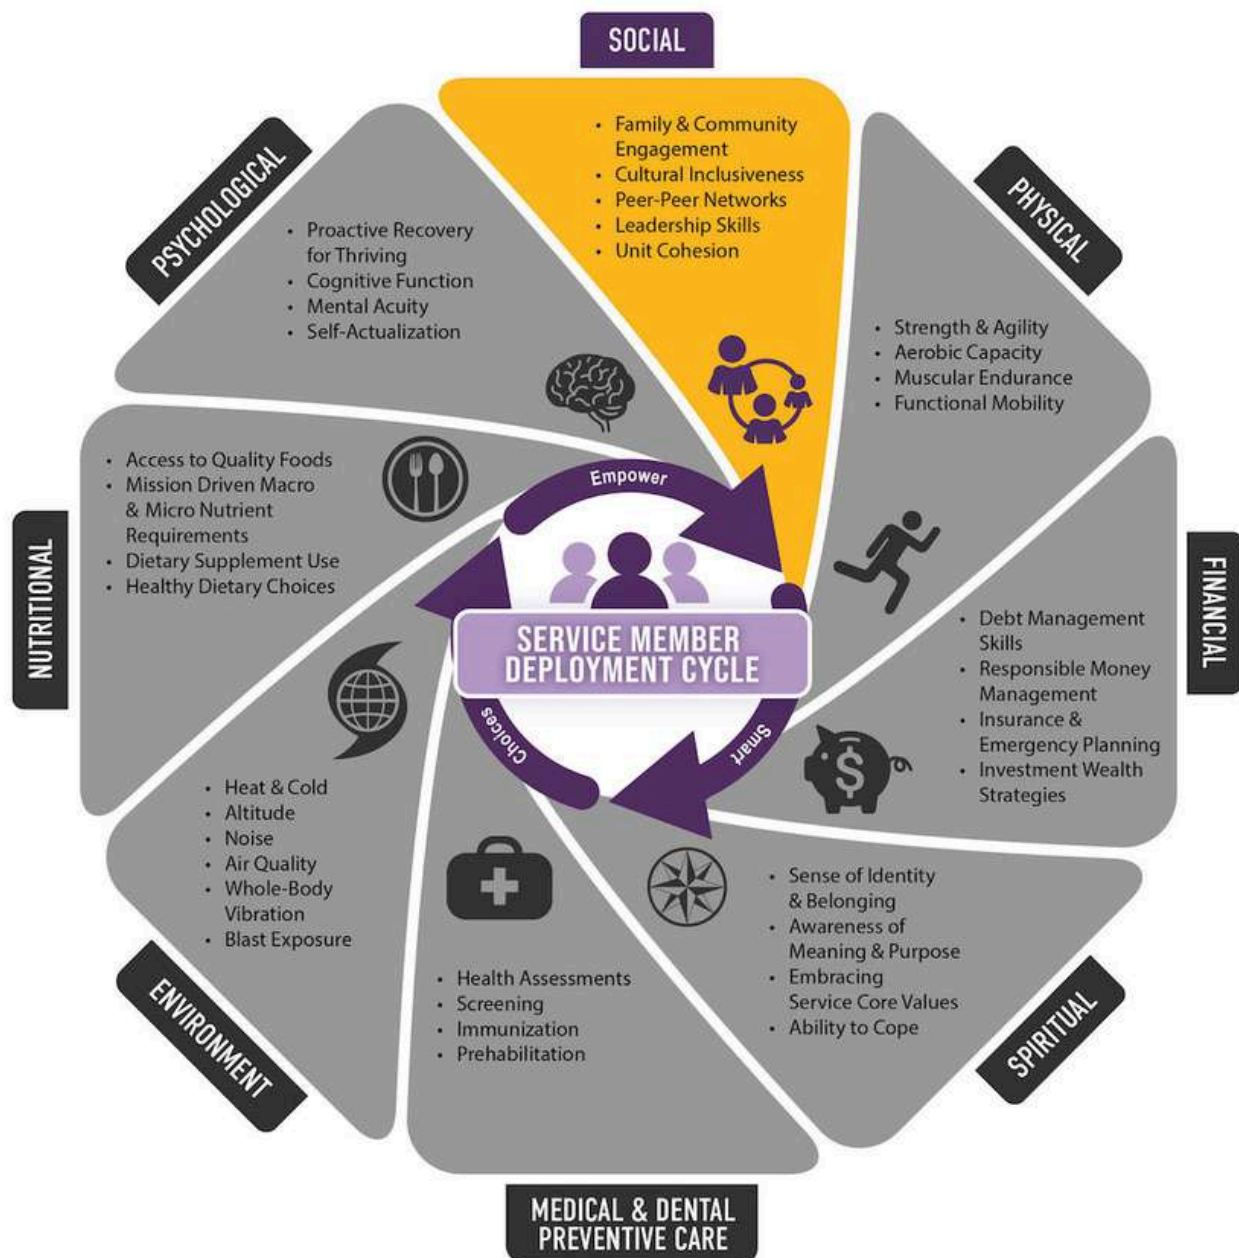 SOCIAL
• Family & Community
Engagement
• Cultural Inclusiveness
• Peer-Peer Networks
• Leadership Skills
• Unit Cohesion
PHYSICAL
• Strength & Agility
• Aerobic Capacity
• Muscular Endurance
• Functional Mobility
FINANCIAL
• Debt Management
Skills
• Responsible Money
Management
• Insurance &
Emergency Planning
• Investment Wealth
Strategies
$
SPIRITUAL
• Sense of Identity
& Belonging
• Awareness of
Meaning & Purpose
• Embracing
Service Core Values
• Ability to Cope
MEDICAL & DENTAL
PREVENTIVE CARE
• Health Assessments
• Screening
• Immunization
• Prehabilitation
ENVIRONMENT
• Heat & Cold
• Altitude
• Noise
• Air Quality
• Whole-Body
Vibration
• Blast Exposure
NUTRITIONAL
• Access to Quality Foods
• Mission Driven Macro
& Micro Nutrient
Requirements
• Dietary Supplement Use
• Healthy Dietary Choices
PSYCHOLOGICAL
• Proactive Recovery
for Thriving
• Cognitive Function
• Mental Acuity
• Self-Actualization
Empower
Smart
Choices
SERVICE MEMBER
DEPLOYMENT CYCLE